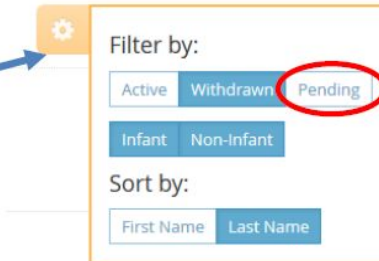 Filter by:
Active Withdrawn Pending
Infant Non-Infant
Sort by:
First Name Last Name